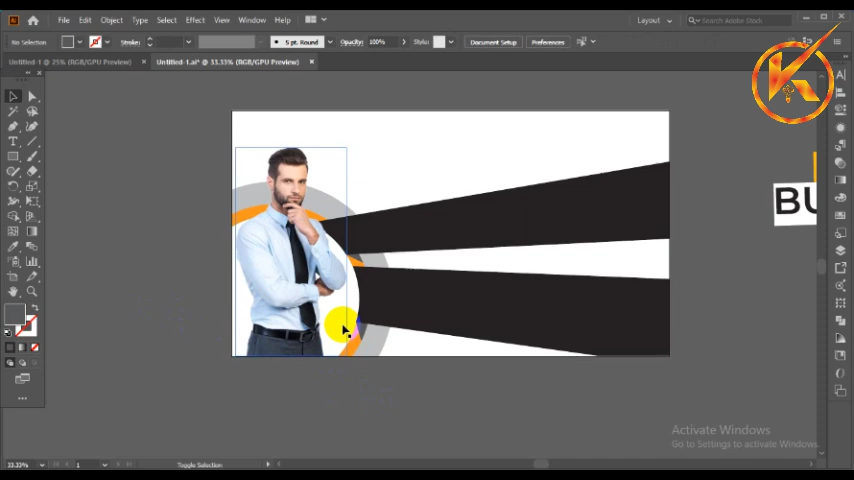 Ai
File Edit Object Type Select Effect View Window Help
Layout
Search Adobe Stock
No Selection
Stroke:
5 pt. Round
Opacity: 100%
Style:
Document Setup
Preferences
Untitled-1 @ 25% (RGB/GPU Preview) ×
Untitled-1.ai* @ 33.33% (RGB/GPU Preview) ×
K
BU
Activate Windows
Go to Settings to activate Windows.
33.33%
1
Toggle Selection